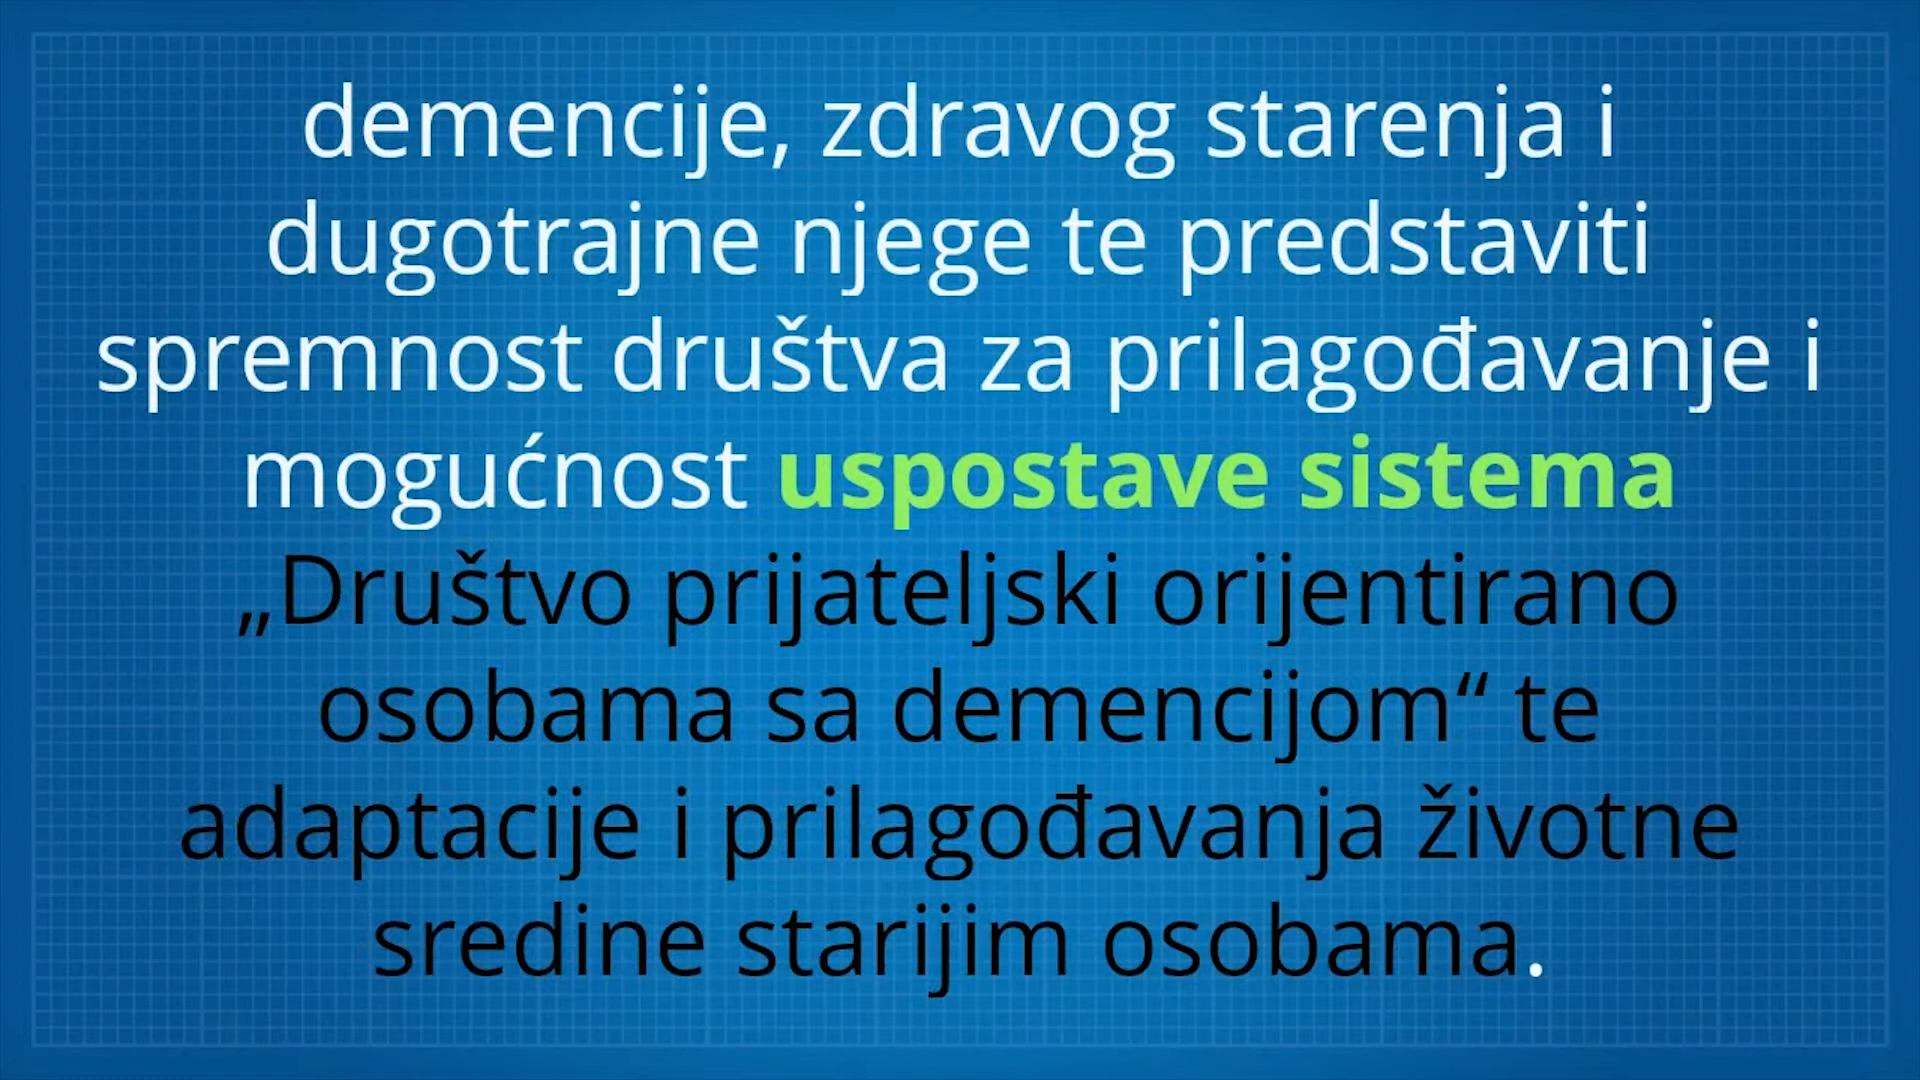 demencije, zdravog starenja i
dugotrajne njege te predstaviti
spremnost društva za prilagođavanje i
mogućnost uspostave sistema
„Društvo prijateljski orijentirano
osobama sa demencijom“ te
adaptacije i prilagođavanja životne
sredine starijim osobama.